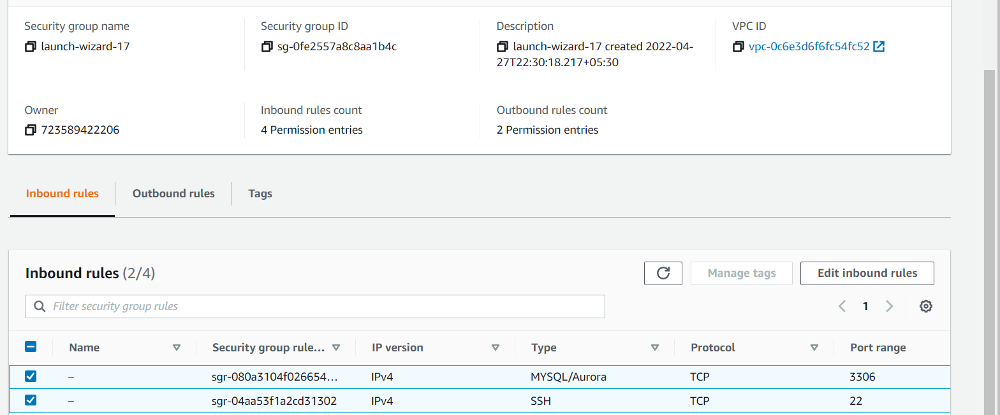 Security group name
launch-wizard-17
Security group ID
sg-0fe2557a8c8aa1b4c
Description
launch-wizard-17 created 2022-04-
27T22:30:18.217+05:30
VPC ID
vpc-0c6e3d6f6fc54fc52
Owner
723589422206
Inbound rules count
4 Permission entries
Outbound rules count
2 Permission entries
Inbound rules Outbound rules Tags
Inbound rules (2/4) Manage tags Edit inbound rules
Filter security group rules 1
Name Security group rule... IP version Type Protocol Port range
– sgr-080a3104f026654... IPv4 MYSQL/Aurora TCP 3306
– sgr-04aa53f1a2cd31302 IPv4 SSH TCP 22